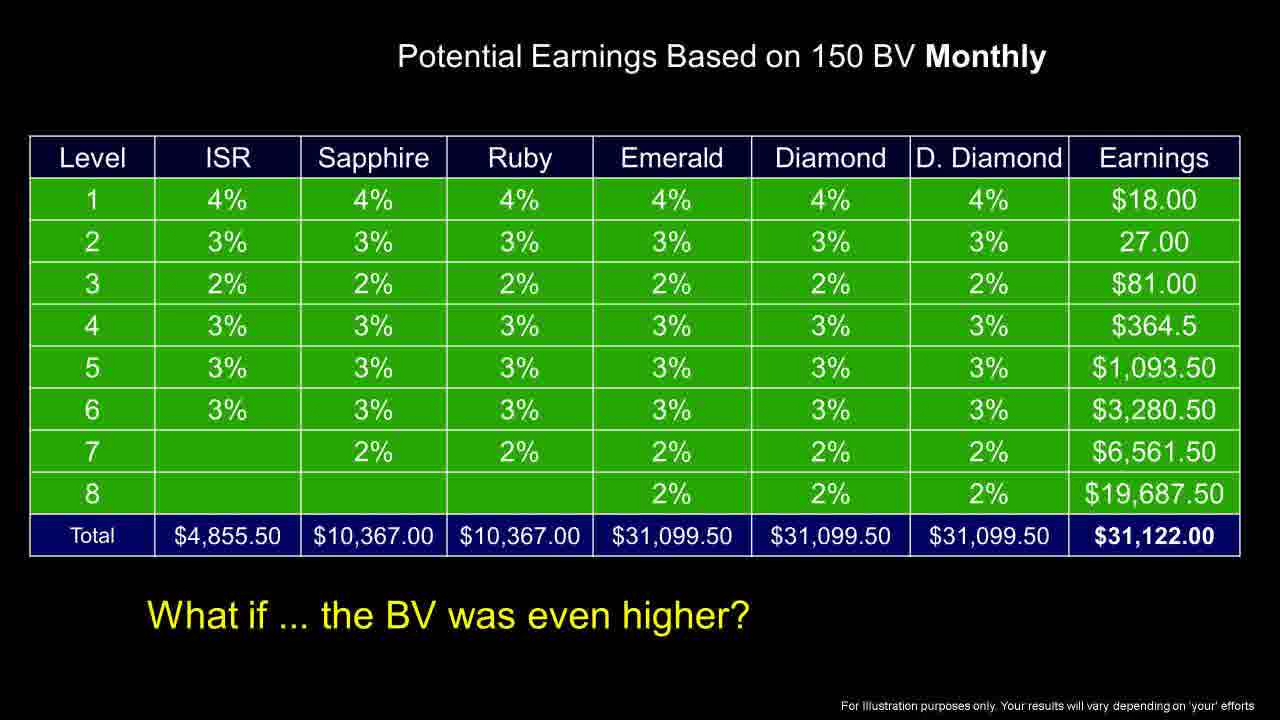 Potential Earnings Based on 150 BV Monthly
Level ISR Sapphire Ruby Emerald Diamond D. Diamond Earnings
1 4% 4% 4% 4% 4% 4% $18.00
2 3% 3% 3% 3% 3% 3% 27.00
3 2% 2% 2% 2% 2% 2% $81.00
4 3% 3% 3% 3% 3% 3% $364.5
5 3% 3% 3% 3% 3% 3% $1,093.50
6 3% 3% 3% 3% 3% 3% $3,280.50
7 2% 2% 2% 2% 2% $6,561.50
8 2% 2% 2% $19,687.50
Total $4,855.50 $10,367.00 $10,367.00 $31,099.50 $31,099.50 $31,099.50 $31,122.00
What if ... the BV was even higher?
For Illustration purposes only. Your results will vary depending on 'your' efforts